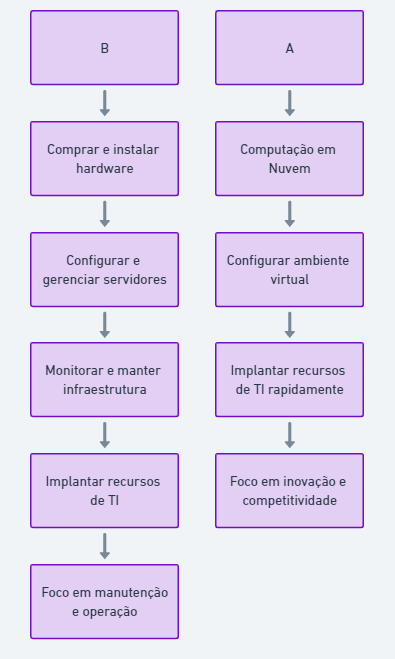 B
Comprar e instalar
hardware
Configurar e
gerenciar servidores
Monitorar e manter
infraestrutura
Implantar recursos
de TI
Foco em manutenção
e operação
A
Computação em
Nuvem
Configurar ambiente
virtual
Implantar recursos
de TI rapidamente
Foco em inovação e
competitividade